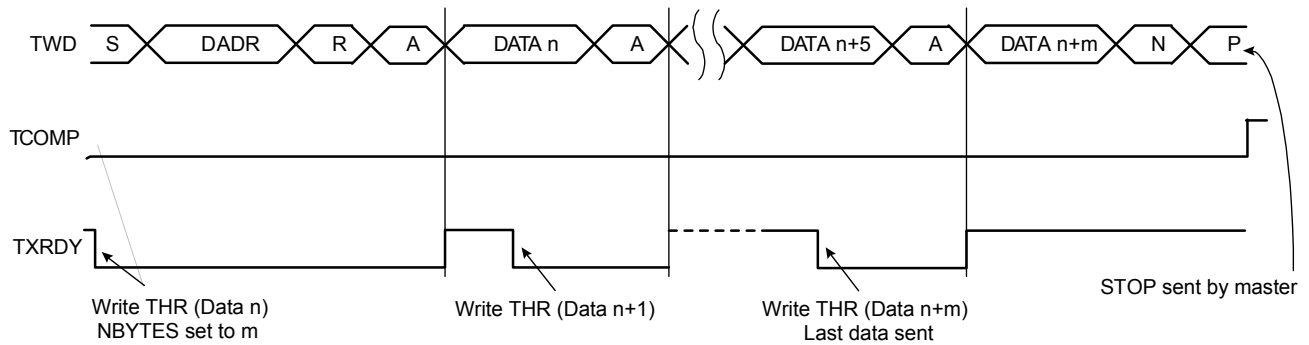 TWD S DADR R A DATA n A DATA n+5 A DATA n+m N P
TCOMP
TXRDY
Write THR (Data n)
NBYTES set to m
Write THR (Data n+1)
Write THR (Data n+m)
Last data sent
STOP sent by master